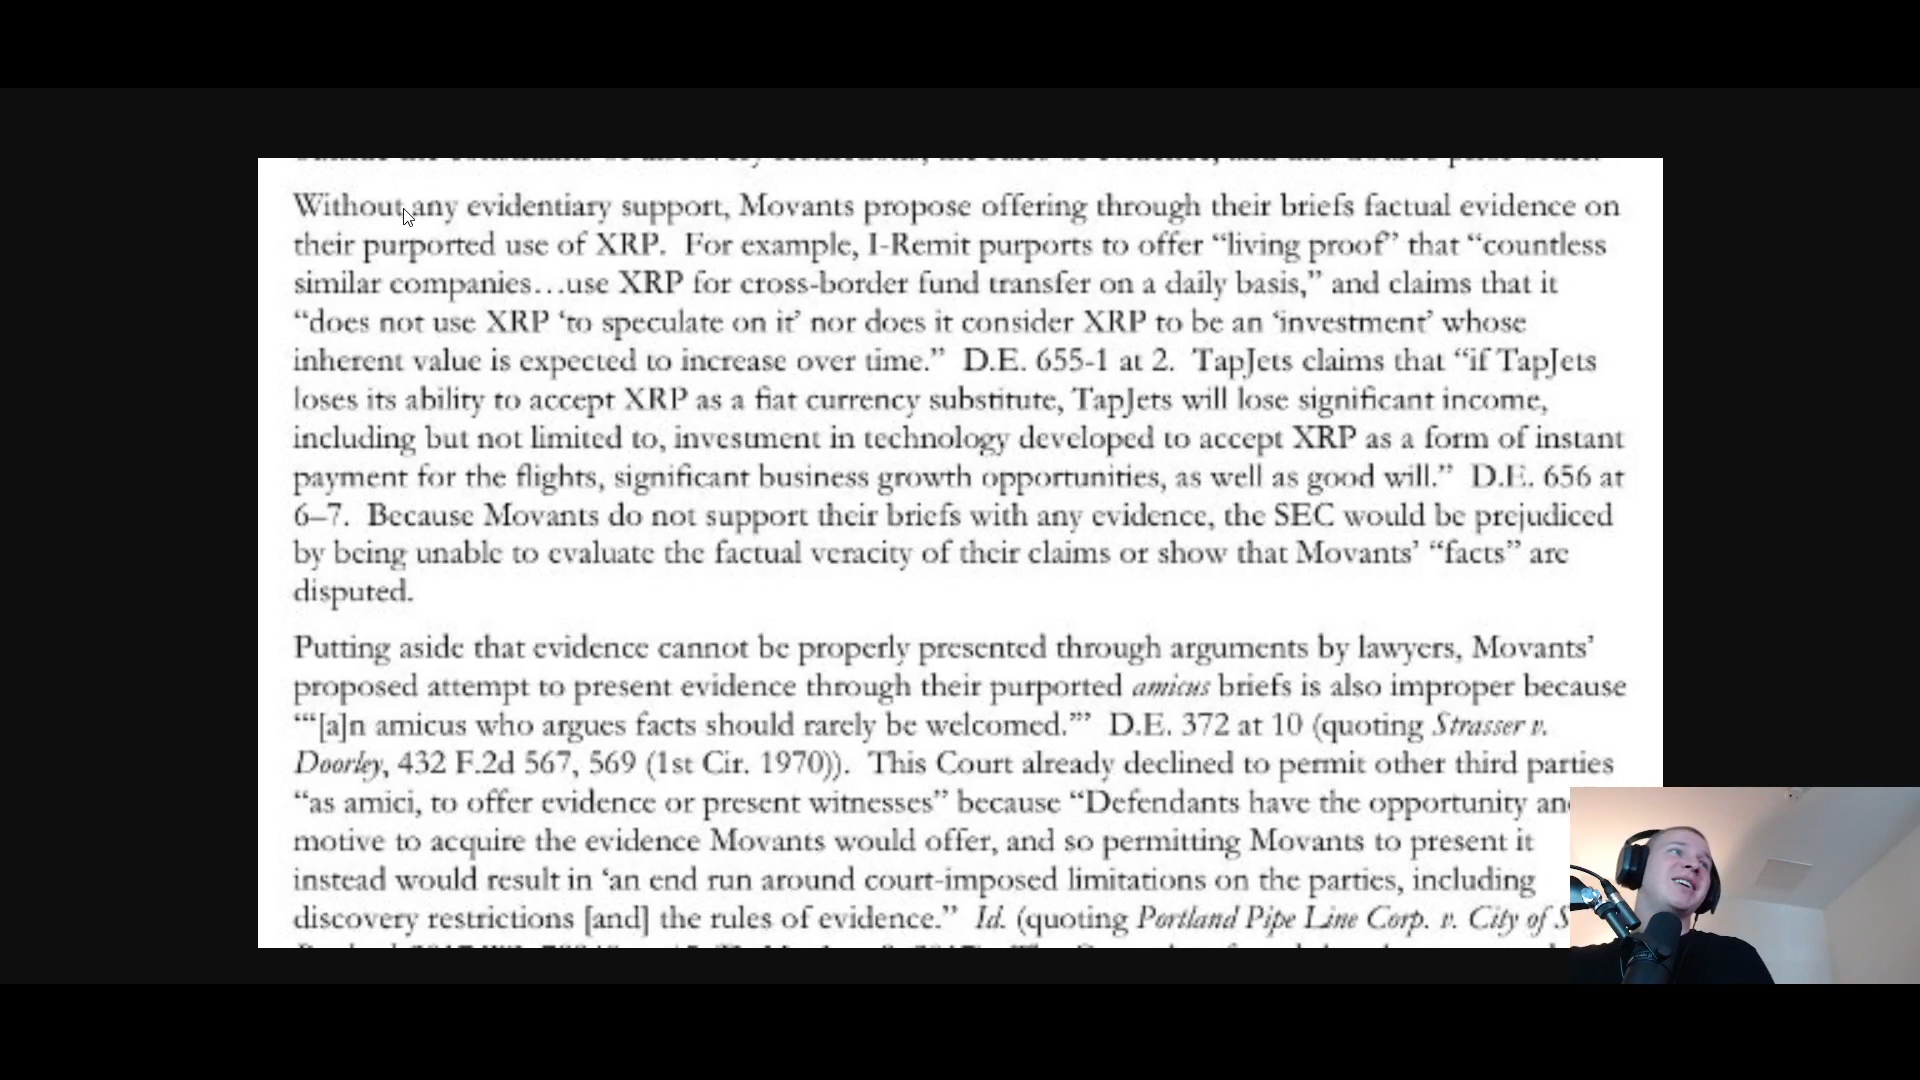 Without any evidentiary support, Movants propose offering through their briefs factual evidence on
their purported use of XRP.  For example, I-Remit purports to offer “living proof” that “countless
similar companies…use XRP for cross-border fund transfer on a daily basis,” and claims that it
“does not use XRP ‘to speculate on it’ nor does it consider XRP to be an ‘investment’ whose
inherent value is expected to increase over time.”  D.E. 655-1 at 2.  TapJets claims that “if TapJets
loses its ability to accept XRP as a fiat currency substitute, TapJets will lose significant income,
including but not limited to, investment in technology developed to accept XRP as a form of instant
payment for the flights, significant business growth opportunities, as well as good will.”  D.E. 656 at
6–7.  Because Movants do not support their briefs with any evidence, the SEC would be prejudiced
by being unable to evaluate the factual veracity of their claims or show that Movants’ “facts” are
disputed.
Putting aside that evidence cannot be properly presented through arguments by lawyers, Movants’
proposed attempt to present evidence through their purported amicus briefs is also improper because
“‘[a]n amicus who argues facts should rarely be welcomed.’”  D.E. 372 at 10 (quoting Strasser v.
Doorley, 432 F.2d 567, 569 (1st Cir. 1970)).  This Court already declined to permit other third parties
“as amici, to offer evidence or present witnesses” because “Defendants have the opportunity
motive to acquire the evidence Movants would offer, and so permitting Movants to present it
instead would result in ‘an end run around court-imposed limitations on the parties, including
discovery restrictions [and] the rules of evidence.”  Id. (quoting Portland Pipe Line Corp. v. City of